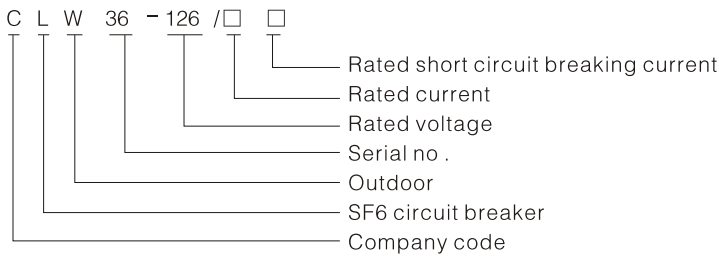 C L W 36 - 126 /□ □
Rated short circuit breaking current
Rated current
Rated voltage
Serial no .
Outdoor
SF6 circuit breaker
Company code